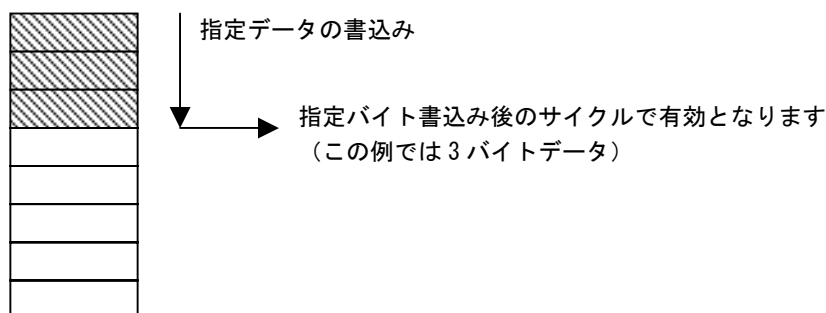 指定データの書込み
指定バイト書込み後のサイクルで有効となります
（この例では3バイトデータ）